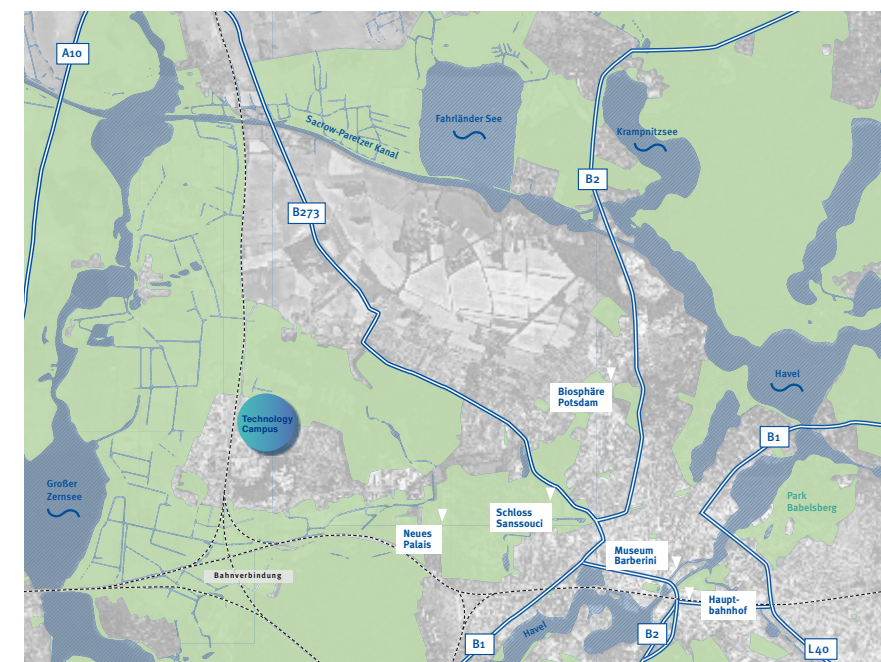 A10
Sacrow-Paretzer Kanal
Fahrländer See
Krampnitzsee
B2
B273
Havel
Biosphäre
Potsdam
Technology
Campus
B1
Großer
Zernsee
Park
Babelsberg
Schloss
Sanssouci
Neues
Palais
Museum
Barberini
Bahnverbindung
Haupt-
bahnhof
Havel
B1
B2
L40